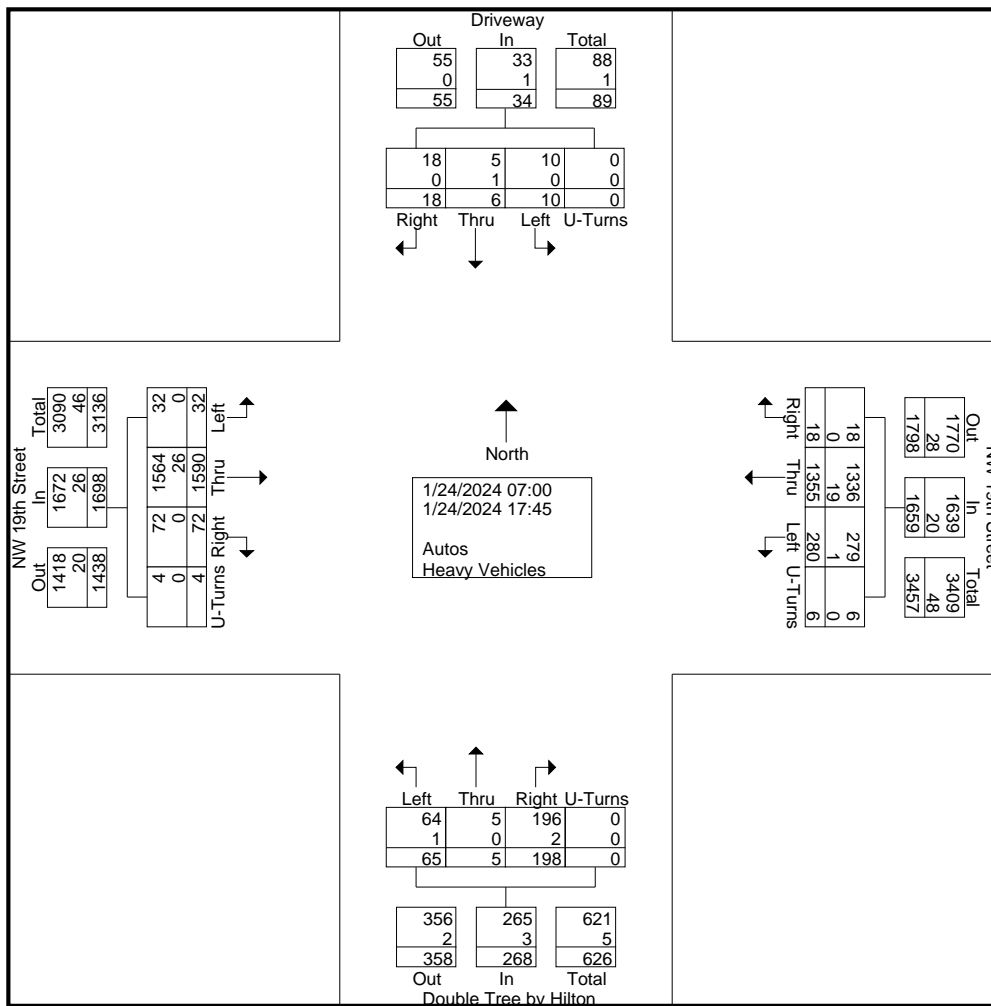 Driveway
Out In Total
55 33 88
0 1 1
55 34 89
18 5 10 0
0 1 0 0
18 6 10 0
Right Thru Left U-Turns
NW 19th Street
Total In Out
3090 1672 1418
46 26 20
3136 1698 1438
32 1564 72 4
0 26 0 0
32 1590 72 4
Left Thru Right U-Turns
North
1/24/2024 07:00
1/24/2024 17:45
Autos
Heavy Vehicles
Right Thru Left U-Turns
18 1336 279 6
0 19 1 0
18 1355 280 6
Out In Total
1770 1639 3409
28 20 48
1798 1659 3457
NW 19th Street
Left Thru Right U-Turns
64 5 196 0
1 0 2 0
65 5 198 0
356 265 621
2 3 5
358 268 626
Out In Total
Double Tree by Hilton